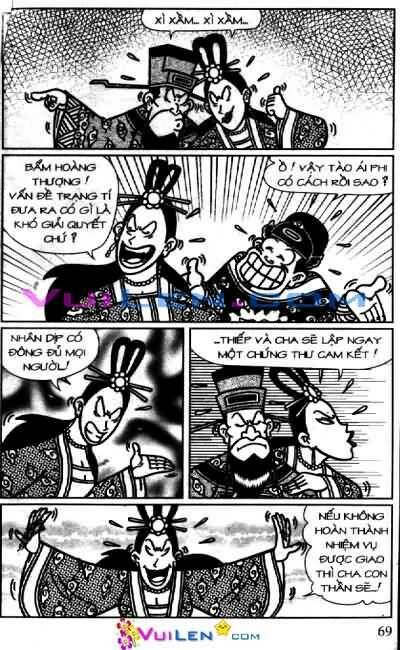 XÌ XẦM... XÌ XẦM...
BẨM HOÀNG
THƯỢNG!
VẤN ĐỀ TRẠNG TÍ
ĐƯA RA CÓ GÌ LÀ
KHÓ GIẢI QUYẾT
CHỨ?
Ồ! VẬY TÀO ÁI PHI
CÓ CÁCH RỒI SAO?
VUILEN.COM
NHÂN DỊP CÓ
ĐÔNG ĐỦ MỌI
NGƯỜI...!
...THIẾP VÀ CHA SẼ LẬP NGAY
MỘT CHỨNG THƯ CAM KẾT!
NẾU KHÔNG
HOÀN THÀNH
NHIỆM VỤ
ĐƯỢC GIAO
THÌ CHA CON
THẦN SẼ...!
69
VUILEN.COM